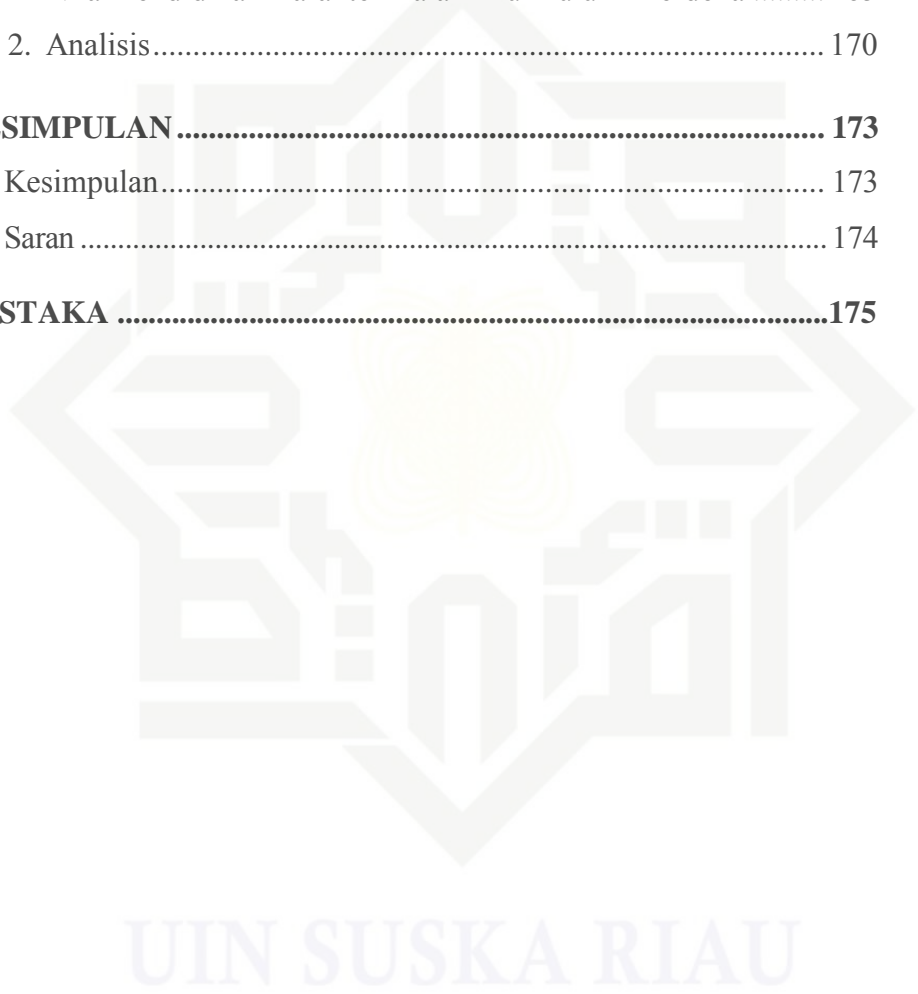 2. Analisis.......................................................................................... 170
SIMPULAN................................................................................... 173
Kesimpulan......................................................................................... 173
Saran .................................................................................................... 174
STAKA ...........................................................................................175
UIN SUSKA RIAU